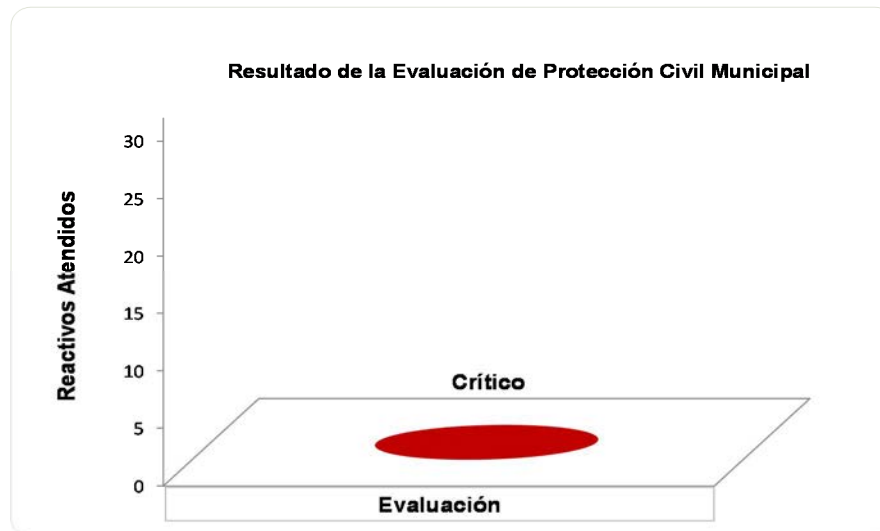 Resultado de la Evaluación de Protección Civil Municipal
Reactivos Atendidos
30
25
20
15
10
5
0
Crítico
Evaluación